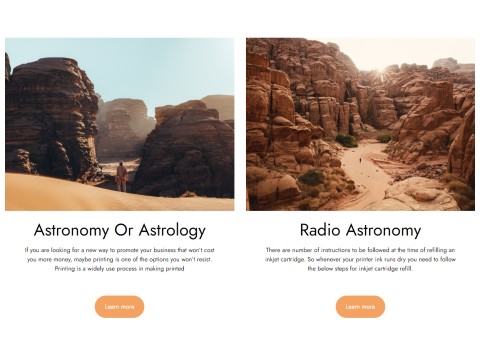 Astronomy Or Astrology
If you are looking for a new way to promote your business that won't cost
you more money, maybe printing is one of the options you won't resist.
Printing is a widely use process in making printed
Learn more
Radio Astronomy
There are number of instructions to be followed at the time of refilling an
inkjet cartridge. So whenever your printer ink runs dry you need to follow
the below steps for inkjet cartridge refill.
Learn more